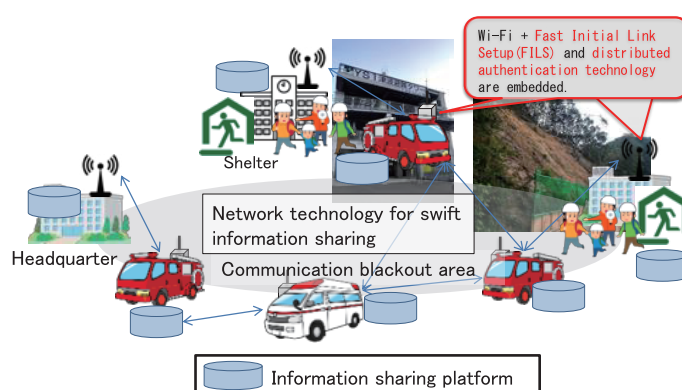 Wi-Fi + Fast Initial Link
Setup(FILS) and distributed
authentication technology
are embedded.
Shelter
Network technology for swift
information sharing
Headquarter
Communication blackout area
Information sharing platform